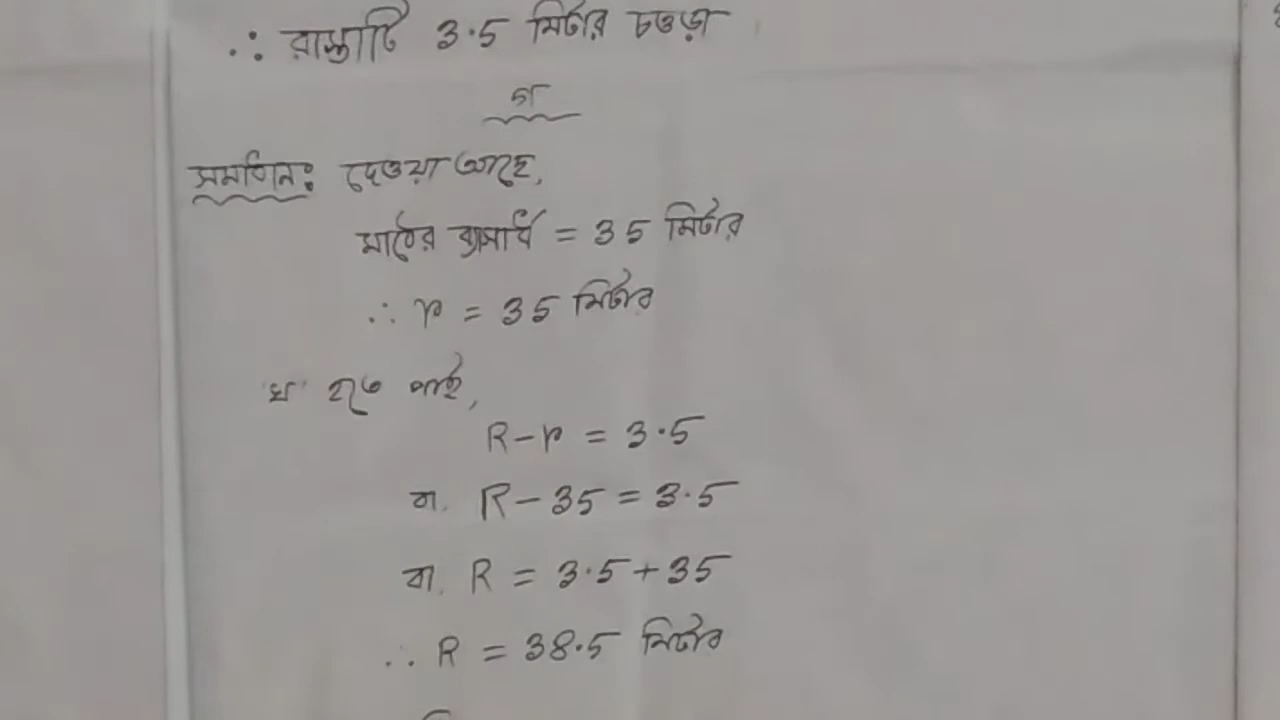 ∴ রাস্তাটি 3.5 মিটার চওড়া
গ
সমাধান: দেওয়া আছে,
মাঠের ব্যাসার্ধ = 35 মিটার
∴ r = 35 মিটার
'খ' হতে পাই,
R-r = 3.5
বা, R-35 = 3.5
বা, R = 3.5+35
∴ R = 38.5 মিটার